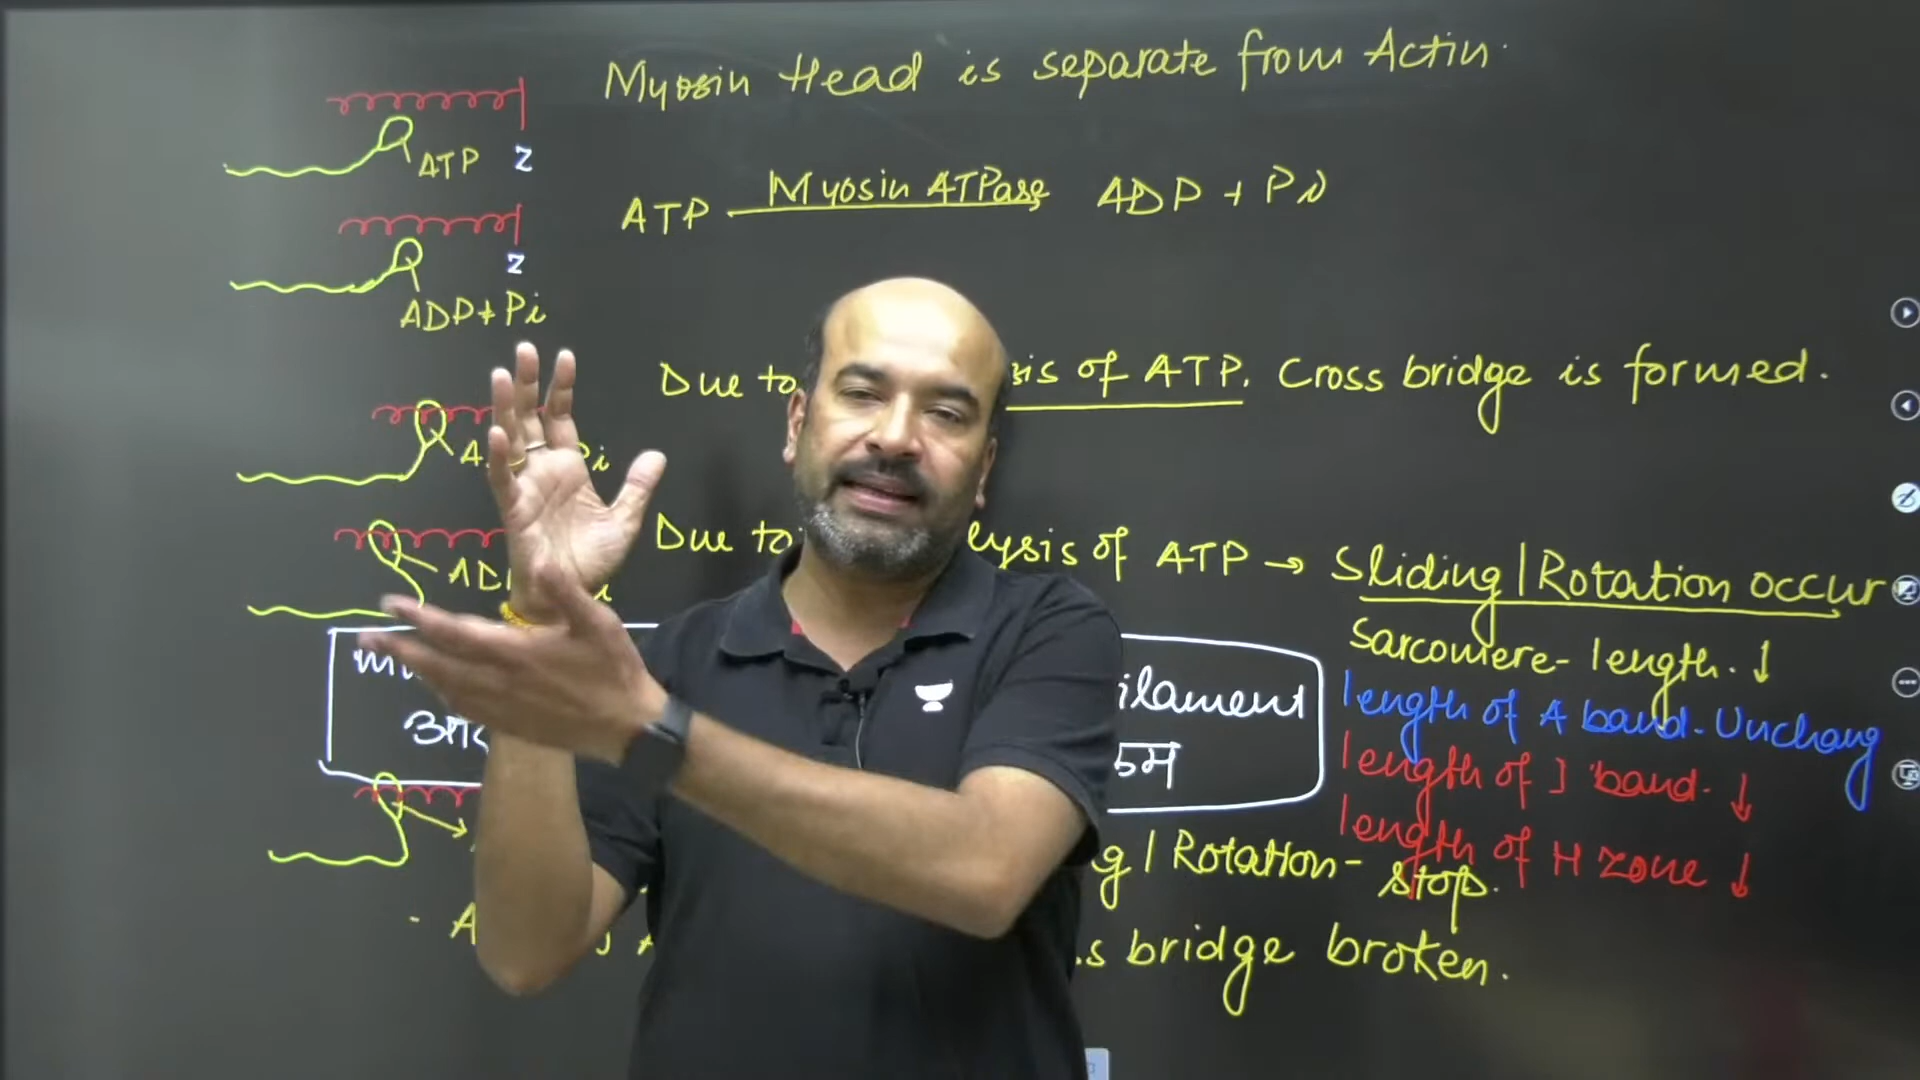 Myosin Head is separate from Actin.
ATP Z
ATP Myosin ATPase ADP + Pi
Z
ADP + Pi
Due to sis of ATP. Cross bridge is formed.
A Pi
Due to lysis of ATP → Sliding | Rotation occur
AD i
Sarcomere - length. ↓
ilament
length of A band. Unchang
length of I band. ↓
length of H zone ↓
g | Rotation - stop.
s bridge broken.